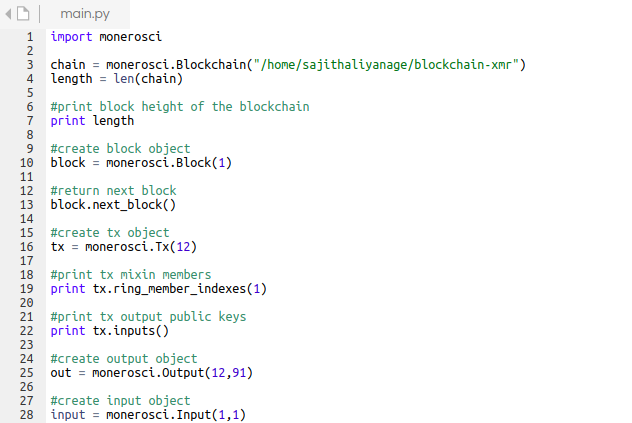 main.py
1 import monerosci
2
3 chain = monerosci.Blockchain("/home/sajithaliyanage/blockchain-xmr")
4 length = len(chain)
5
6 #print block height of the blockchain
7 print length
8
9 #create block object
10 block = monerosci.Block(1)
11
12 #return next block
13 block.next_block()
14
15 #create tx object
16 tx = monerosci.Tx(12)
17
18 #print tx mixin members
19 print tx.ring_member_indexes(1)
20
21 #print tx output public keys
22 print tx.inputs()
23
24 #create output object
25 out = monerosci.Output(12,91)
26
27 #create input object
28 input = monerosci.Input(1,1)